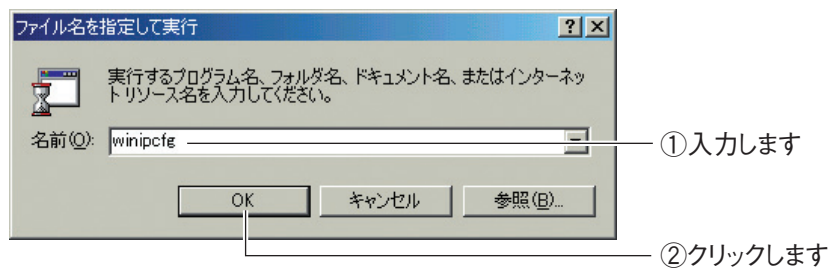 ファイル名を指定して実行
実行するプログラム名、フォルダ名、ドキュメント名、またはインターネッ
トリソース名を入力してください。
名前(O):
winipcfg
①入力します
OK
キャンセル
参照(B)...
②クリックします